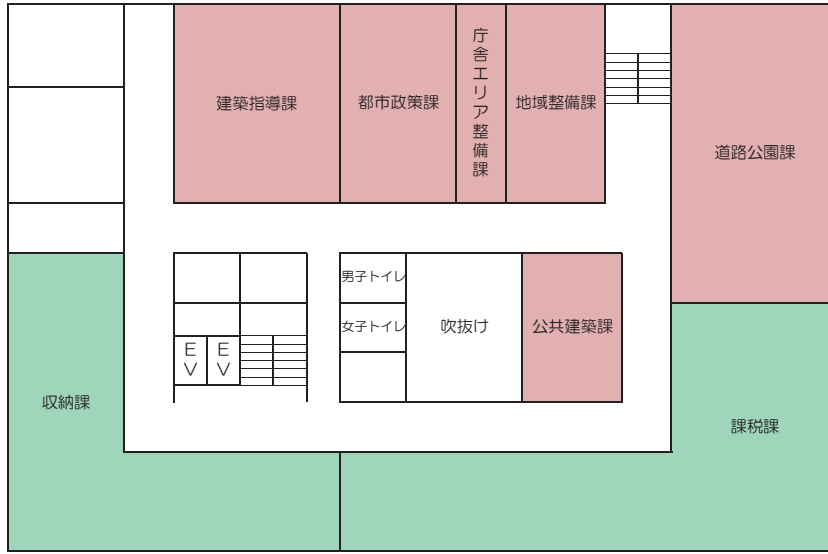 建築指導課
都市政策課
庁舎エリア整備課
地域整備課
道路公園課
男子トイレ
女子トイレ
吹抜け
公共建築課
EV
EV
収納課
課税課